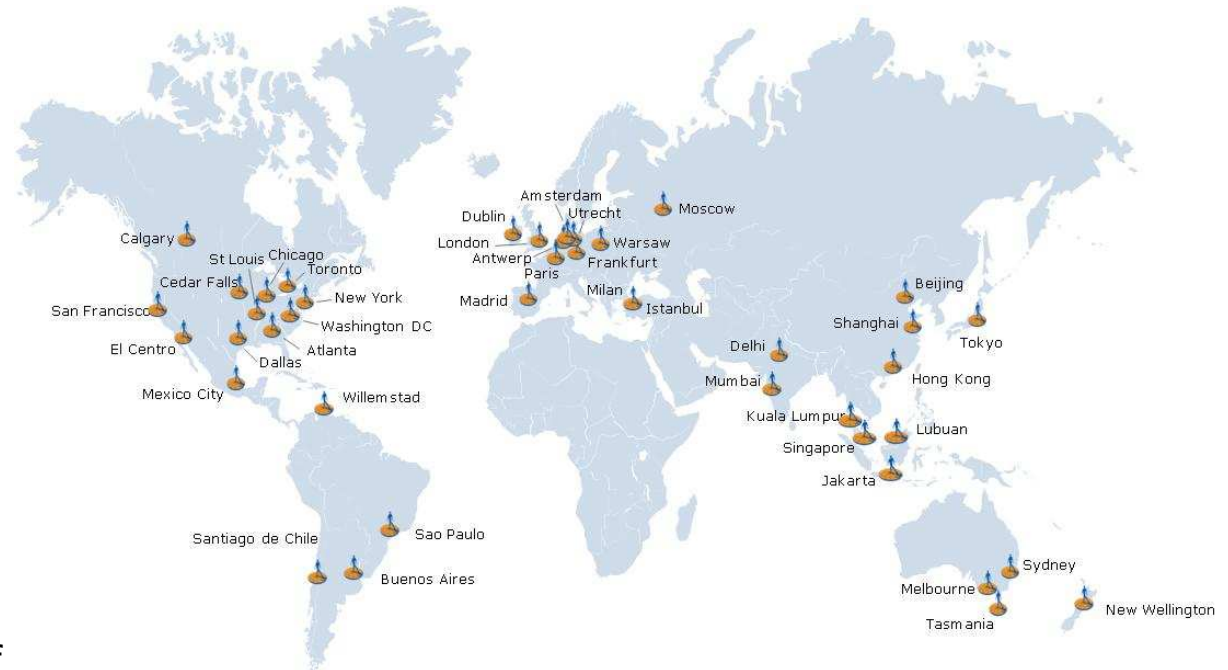 Amsterdam
Dublin
Utrecht
Moscow
Calgary
London
Warsaw
St Louis
Chicago
Antwerp
Frankfurt
Toronto
Paris
Cedar Falls
Milan
Beijing
New York
Madrid
Istanbul
San Francisco
Washington DC
Shanghai
El Centro
Atlanta
Delhi
Tokyo
Dallas
Mumbai
Hong Kong
Mexico City
Willemstad
Kuala Lumpur
Lubuan
Singapore
Jakarta
Santiago de Chile
Sao Paulo
Buenos Aires
Sydney
Melbourne
New Wellington
Tasmania